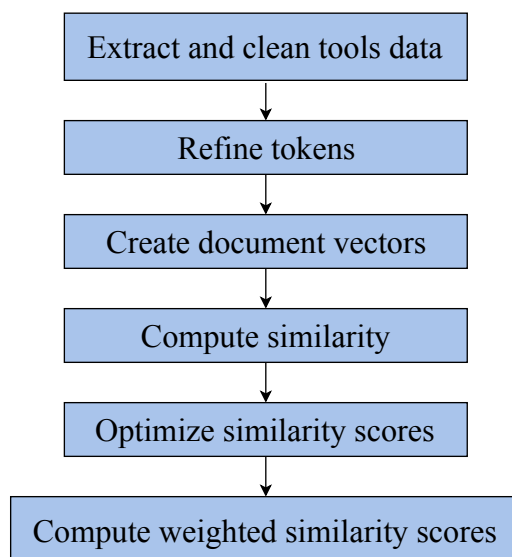 Extract and clean tools data
Refine tokens
Create document vectors
Compute similarity
Optimize similarity scores
Compute weighted similarity scores